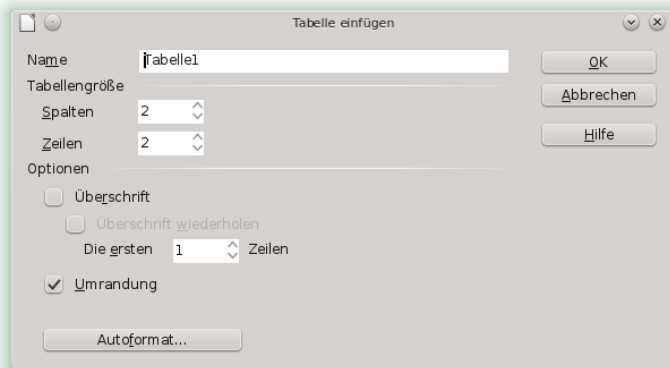 Tabelle einfügen
Name Tabelle1
OK
Tabellengröße
Abbrechen
Spalten 2
Hilfe
Zeilen 2
Optionen
Überschrift
Überschrift wiederholen
Die ersten 1 Zeilen
Umrandung
Autoformat...